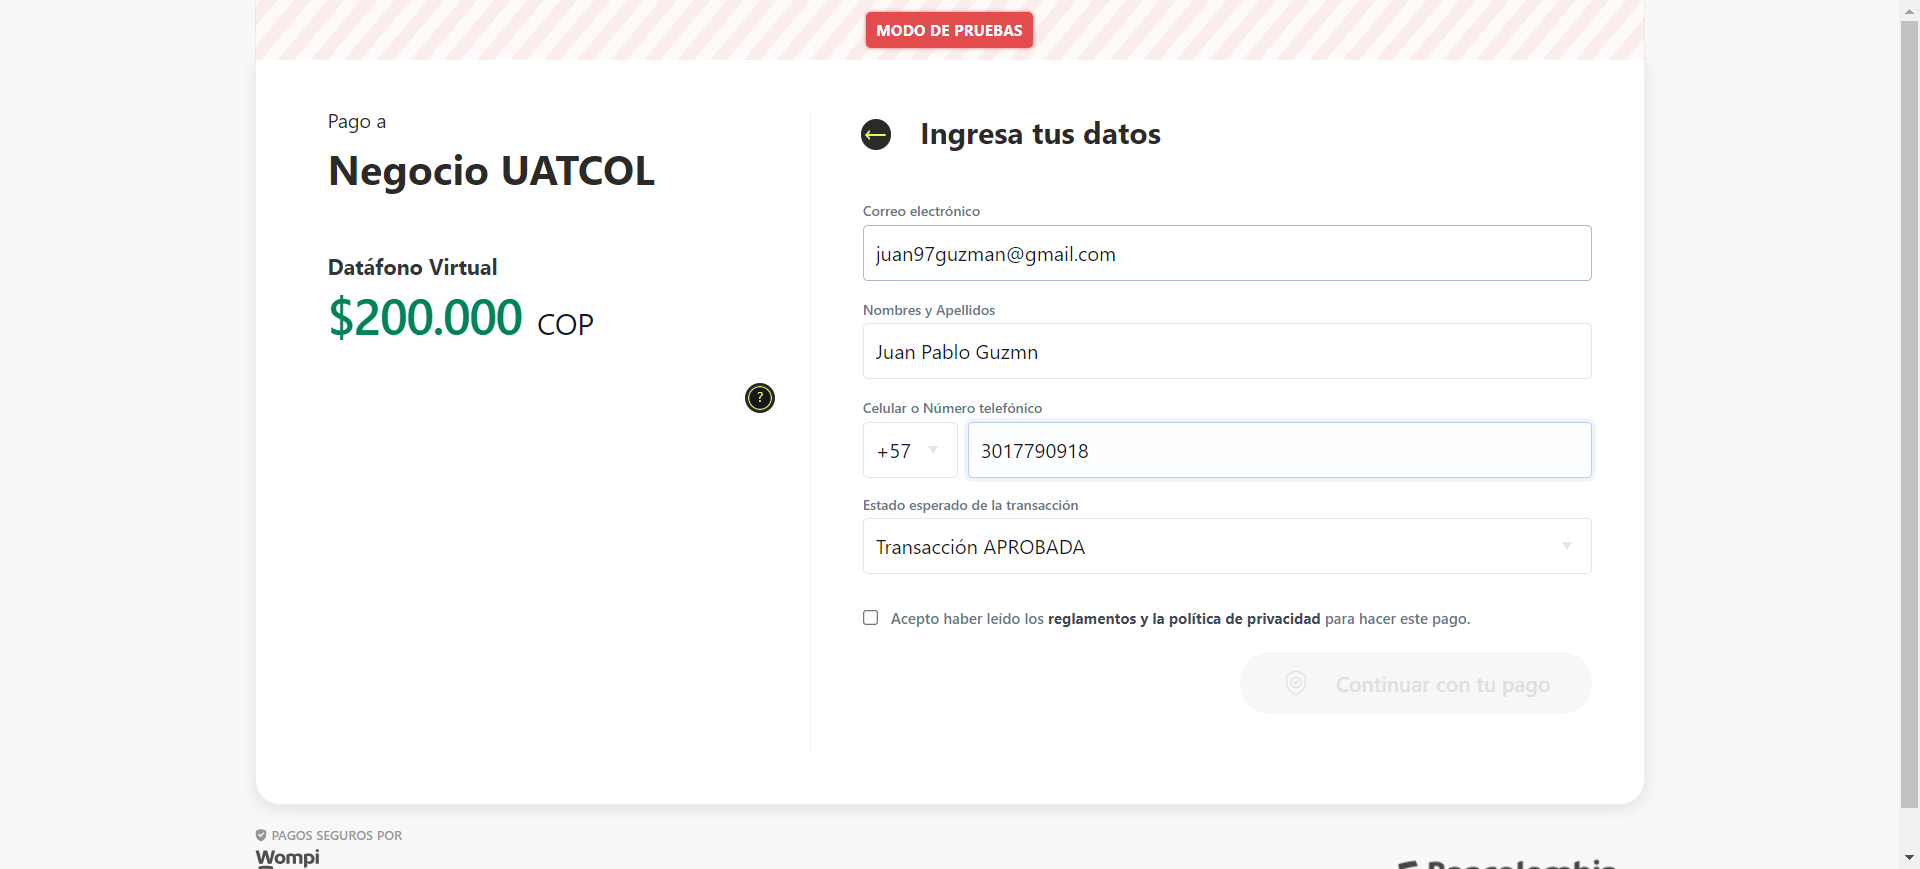 MODO DE PRUEBAS
Pago a
Negocio UATCOL
Datáfono Virtual
$200.000 COP
?
Ingresa tus datos
Correo electrónico
juan97guzman@gmail.com
Nombres y Apellidos
Juan Pablo Guzmn
Celular o Número telefónico
+57 3017790918
Estado esperado de la transacción
Transacción APROBADA
Acepto haber leído los reglamentos y la política de privacidad para hacer este pago.
Continuar con tu pago
PAGOS SEGUROS POR
Wompi
Bancolombia